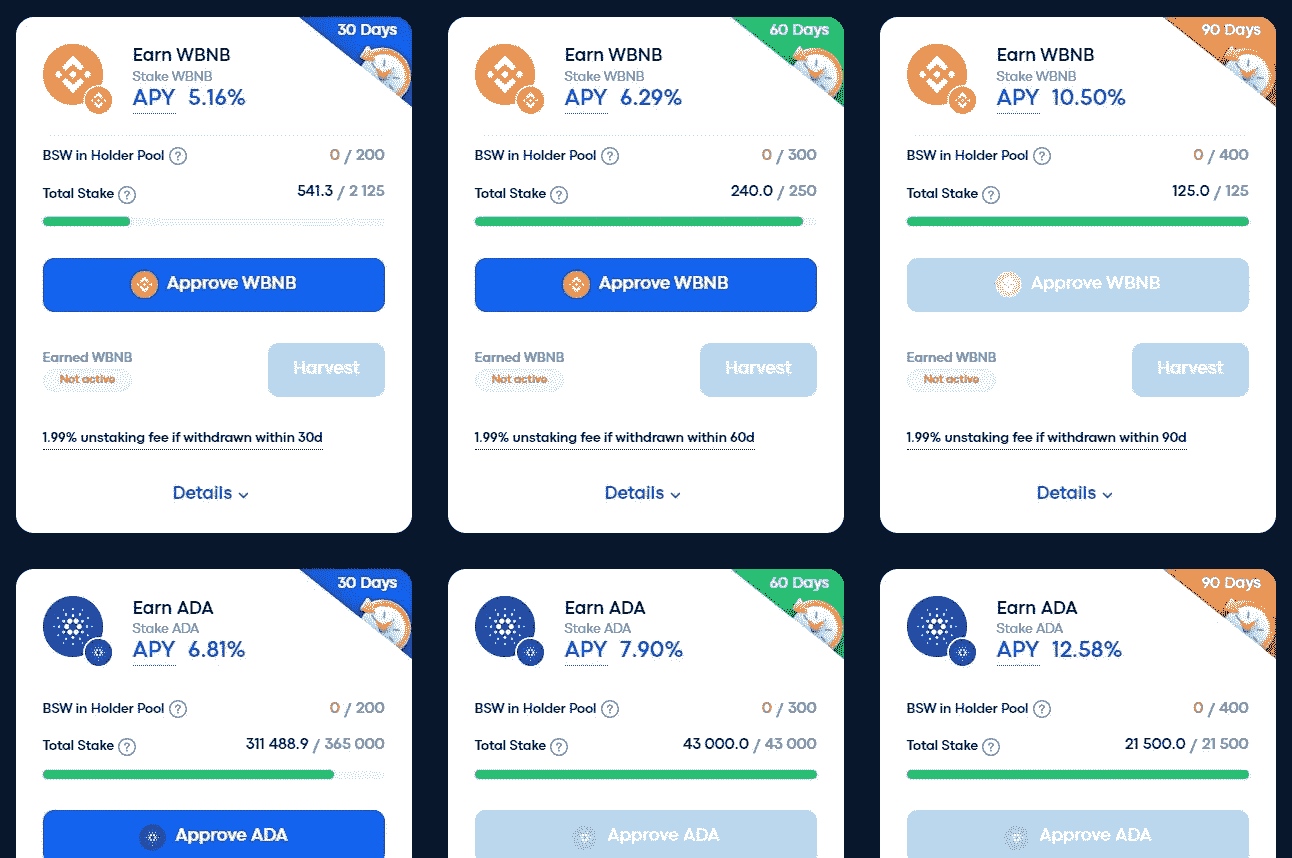 30 Days
Earn WBNB
Stake WBNB
APY 5.16%
BSW in Holder Pool ? 0 / 200
Total Stake ? 541.3 / 2 125
Approve WBNB
Earned WBNB
Not active
Harvest
1.99% unstaking fee if withdrawn within 30d
Details
60 Days
Earn WBNB
Stake WBNB
APY 6.29%
BSW in Holder Pool ? 0 / 300
Total Stake ? 240.0 / 250
Approve WBNB
Earned WBNB
Not active
Harvest
1.99% unstaking fee if withdrawn within 60d
Details
90 Days
Earn WBNB
Stake WBNB
APY 10.50%
BSW in Holder Pool ? 0 / 400
Total Stake ? 125.0 / 125
Approve WBNB
Earned WBNB
Not active
Harvest
1.99% unstaking fee if withdrawn within 90d
Details
30 Days
Earn ADA
Stake ADA
APY 6.81%
BSW in Holder Pool ? 0 / 200
Total Stake ? 311 488.9 / 365 000
Approve ADA
60 Days
Earn ADA
Stake ADA
APY 7.90%
BSW in Holder Pool ? 0 / 300
Total Stake ? 43 000.0 / 43 000
Approve ADA
90 Days
Earn ADA
Stake ADA
APY 12.58%
BSW in Holder Pool ? 0 / 400
Total Stake ? 21 500.0 / 21 500
Approve ADA